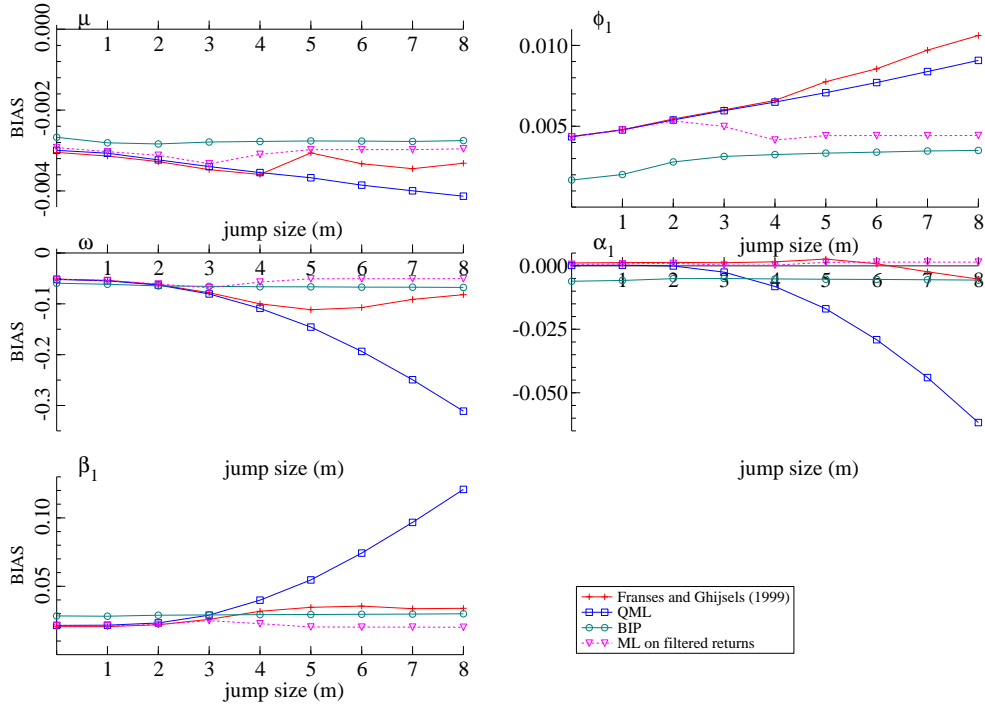 μ
0.000
-0.002
-0.004
BIAS
1 2 3 4 5 6 7 8
jump size (m)
ϕ1
0.010
0.005
1 2 3 4 5 6 7 8
jump size (m)
ω
0
-0.1
-0.2
-0.3
BIAS
1 2 3 4 5 6 7 8
jump size (m)
α1
0.000
-0.025
-0.050
1 2 3 4 5 6 7 8
jump size (m)
β1
0.10
0.05
BIAS
1 2 3 4 5 6 7 8
jump size (m)
Franses and Ghijsels (1999)
QML
BIP
ML on filtered returns